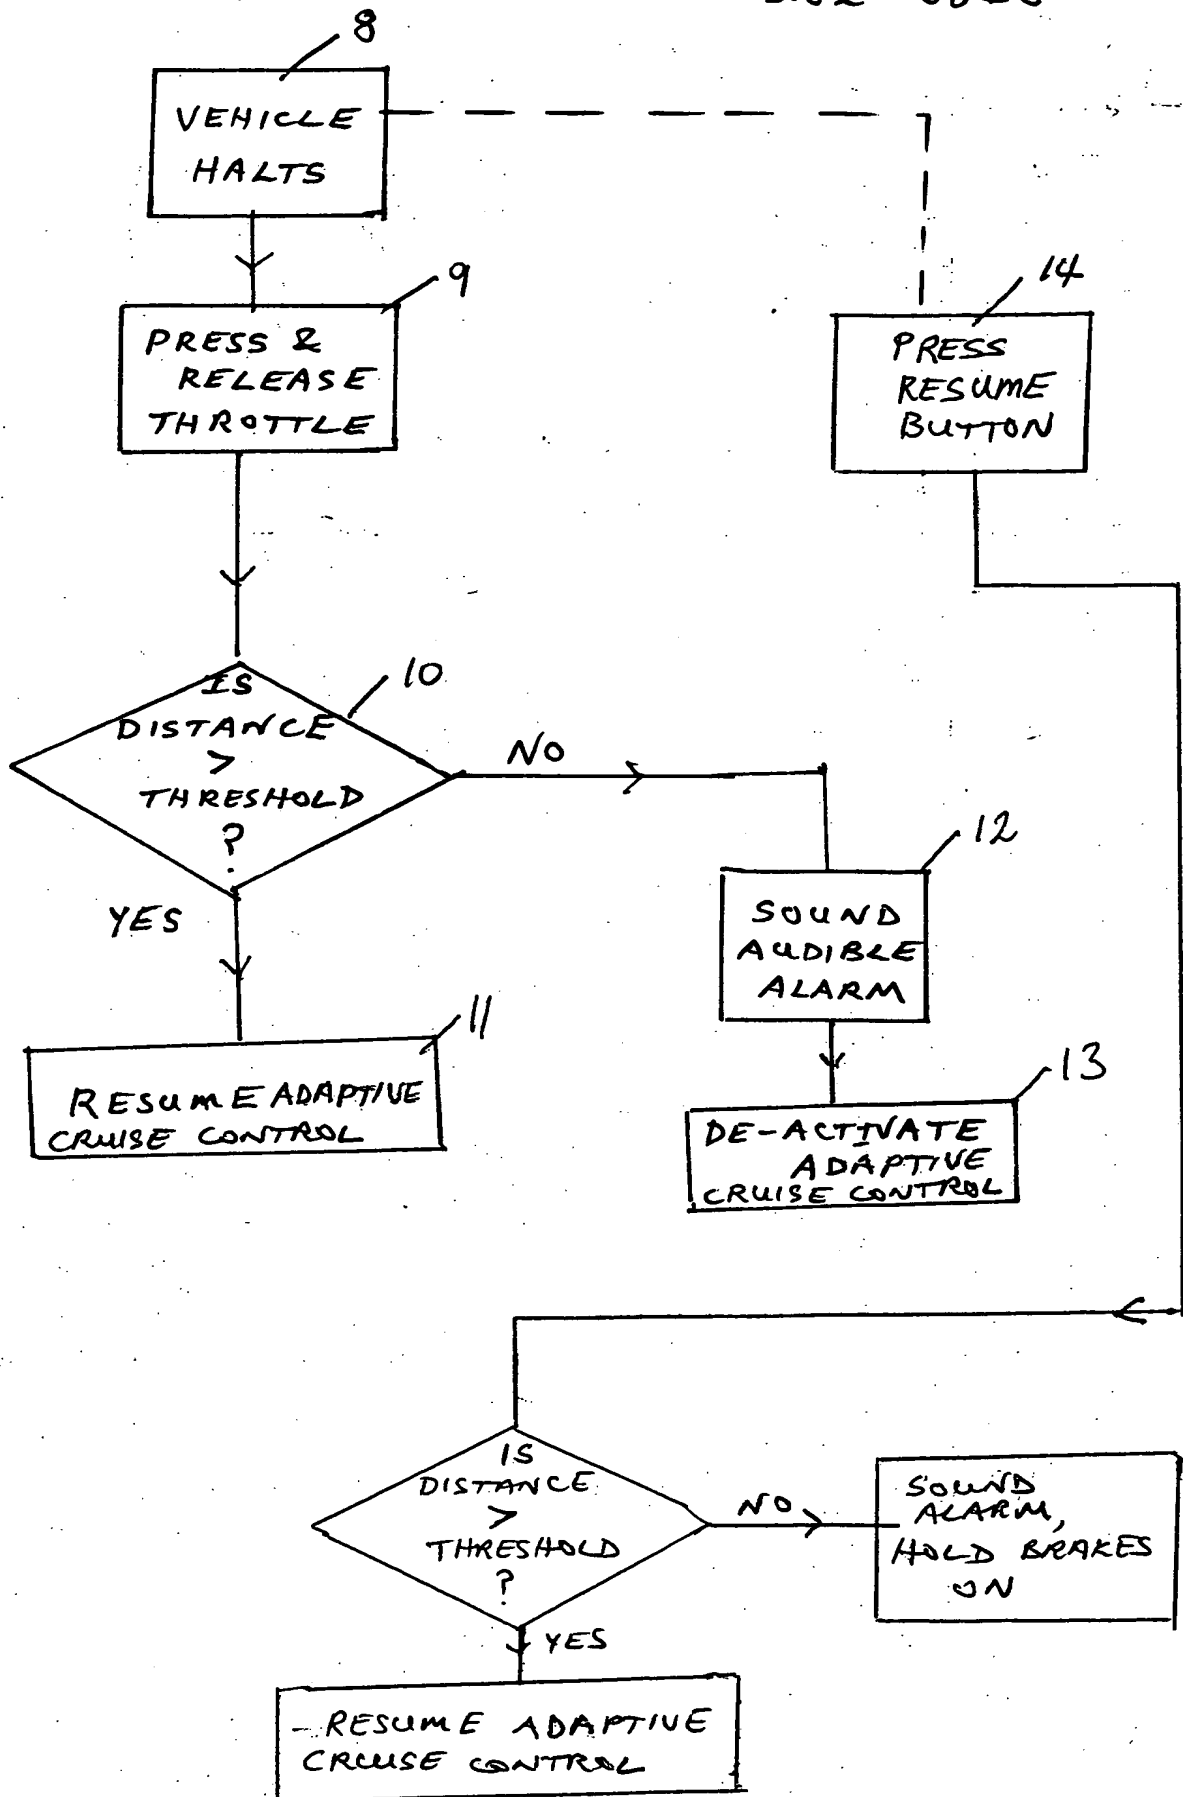 8
VEHICLE
HALTS
9
PRESS &
RELEASE
THROTTLE
14
PRESS
RESUME
BUTTON
10
IS
DISTANCE
>
THRESHOLD
?
NO
YES
12
SOUND
AUDIBLE
ALARM
11
RESUME ADAPTIVE
CRUISE CONTROL
13
DE-ACTIVATE
ADAPTIVE
CRUISE CONTROL
IS
DISTANCE
>
THRESHOLD
?
NO
SOUND
ALARM,
HOLD BRAKES
ON
YES
RESUME ADAPTIVE
CRUISE CONTROL